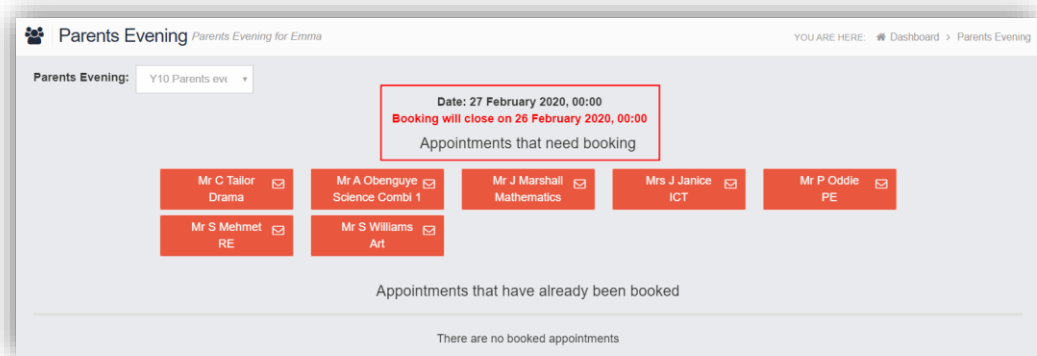 Parents Evening Parents Evening for Emma
YOU ARE HERE: Dashboard > Parents Evening
Parents Evening: Y10 Parents eve
Date: 27 February 2020, 00:00
Booking will close on 26 February 2020, 00:00
Appointments that need booking
Mr C Tailor
Drama
Mr A Obenguye
Science Combi 1
Mr J Marshall
Mathematics
Mrs J Janice
ICT
Mr P Oddie
PE
Mr S Mehmet
RE
Mr S Williams
Art
Appointments that have already been booked
There are no booked appointments